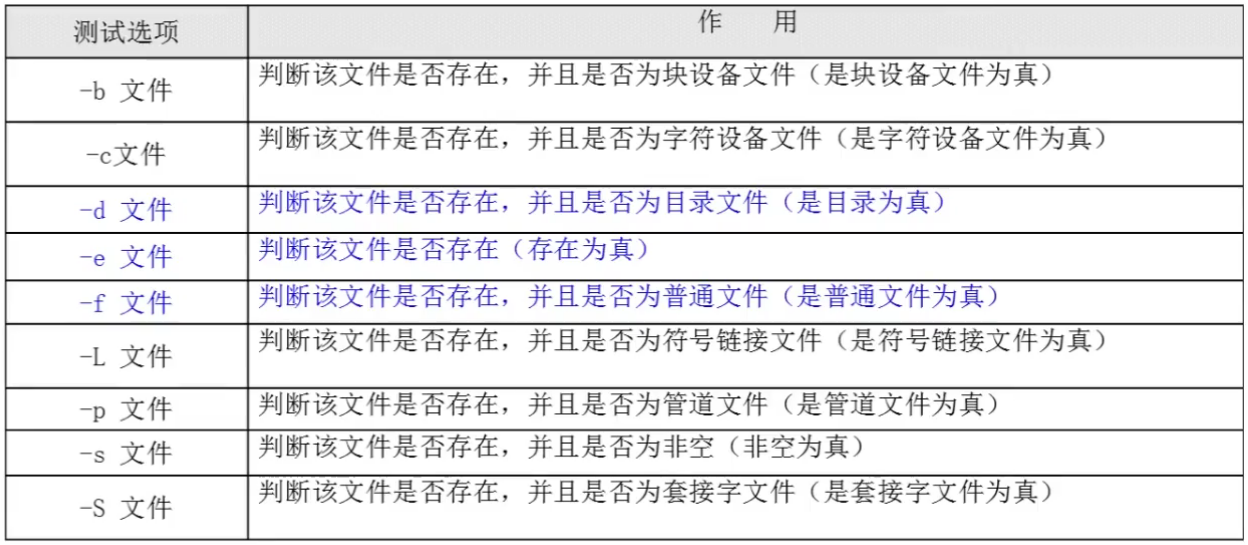 测试选项 作 用
-b 文件 判断该文件是否存在，并且是否为块设备文件（是块设备文件为真）
-c文件 判断该文件是否存在，并且是否为字符设备文件（是字符设备文件为真）
-d 文件 判断该文件是否存在，并且是否为目录文件（是目录为真）
-e 文件 判断该文件是否存在（存在为真）
-f 文件 判断该文件是否存在，并且是否为普通文件（是普通文件为真）
-L 文件 判断该文件是否存在，并且是否为符号链接文件（是符号链接文件为真）
-p 文件 判断该文件是否存在，并且是否为管道文件（是管道文件为真）
-s 文件 判断该文件是否存在，并且是否为非空（非空为真）
-S 文件 判断该文件是否存在，并且是否为套接字文件（是套接字文件为真）